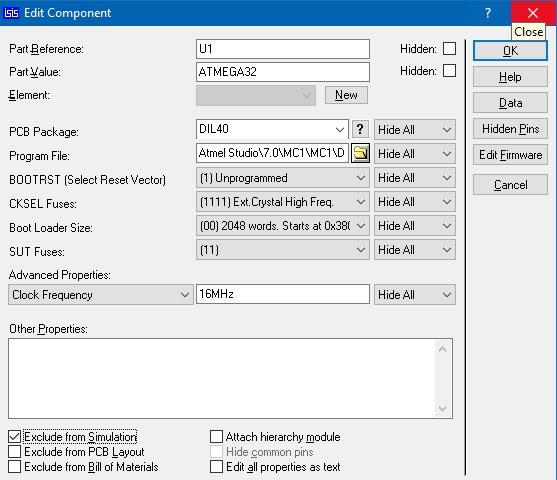 isis Edit Component ?
Close
Part Reference: U1 Hidden:
Part Value: ATMEGA32 Hidden:
Element: New
PCB Package: DIL40 ? Hide All
Program File: Atmel Studio\7.0\MC1\MC1\D Hide All
BOOTRST (Select Reset Vector) (1) Unprogrammed Hide All
CKSEL Fuses: (1111) Ext.Crystal High Freq. Hide All
Boot Loader Size: (00) 2048 words. Starts at 0x380 Hide All
SUT Fuses: (11) Hide All
Advanced Properties:
Clock Frequency 16MHz Hide All
Other Properties:
Exclude from Simulation Attach hierarchy module
Exclude from PCB Layout Hide common pins
Exclude from Bill of Materials Edit all properties as text
OK
Help
Data
Hidden Pins
Edit Firmware
Cancel